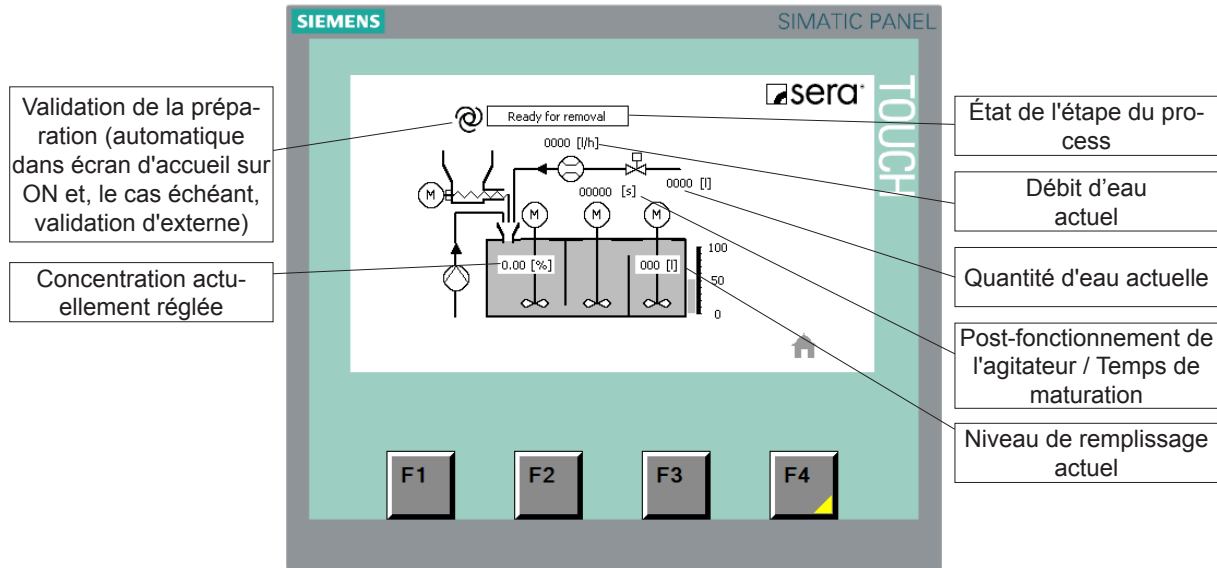 SIEMENS
SIMATIC PANEL
TOUCH
sera
Validation de la prépa-
ration (automatique
dans écran d'accueil sur
ON et, le cas échéant,
validation d'externe)
Concentration actu-
ellement réglée
Ready for removal
0000 [l/h]
0000 [l]
00000 [s]
M
M
M
M
0.00 [%]
000 [l]
100
50
0
État de l'étape du pro-
cess
Débit d’eau
actuel
Quantité d'eau actuelle
Post-fonctionnement de
l'agitateur / Temps de
maturation
Niveau de remplissage
actuel
F1
F2
F3
F4